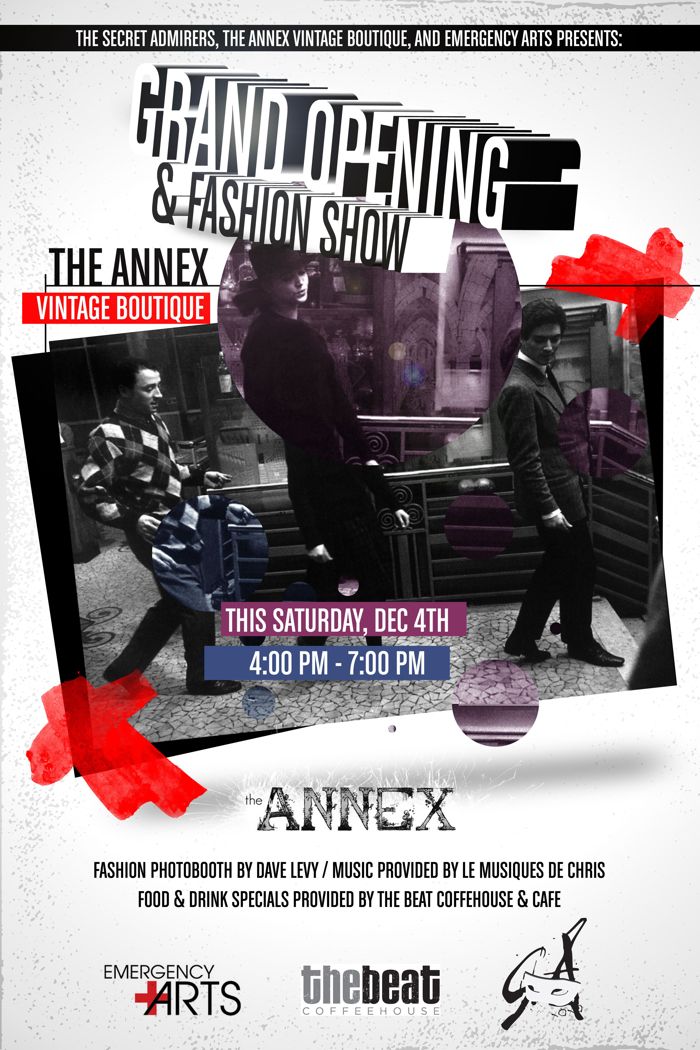 THE SECRET ADMIRERS, THE ANNEX VINTAGE BOUTIQUE, AND EMERGENCY ARTS PRESENTS:
GRAND OPENING
& FASHION SHOW
THE ANNEX
VINTAGE BOUTIQUE
THIS SATURDAY, DEC 4TH
4:00 PM - 7:00 PM
the ANNEX
FASHION PHOTOBOOTH BY DAVE LEVY / MUSIC PROVIDED BY LE MUSIQUES DE CHRIS
FOOD & DRINK SPECIALS PROVIDED BY THE BEAT COFFEHOUSE & CAFE
EMERGENCY
ARTS
thebeat
COFFEEHOUSE
SA